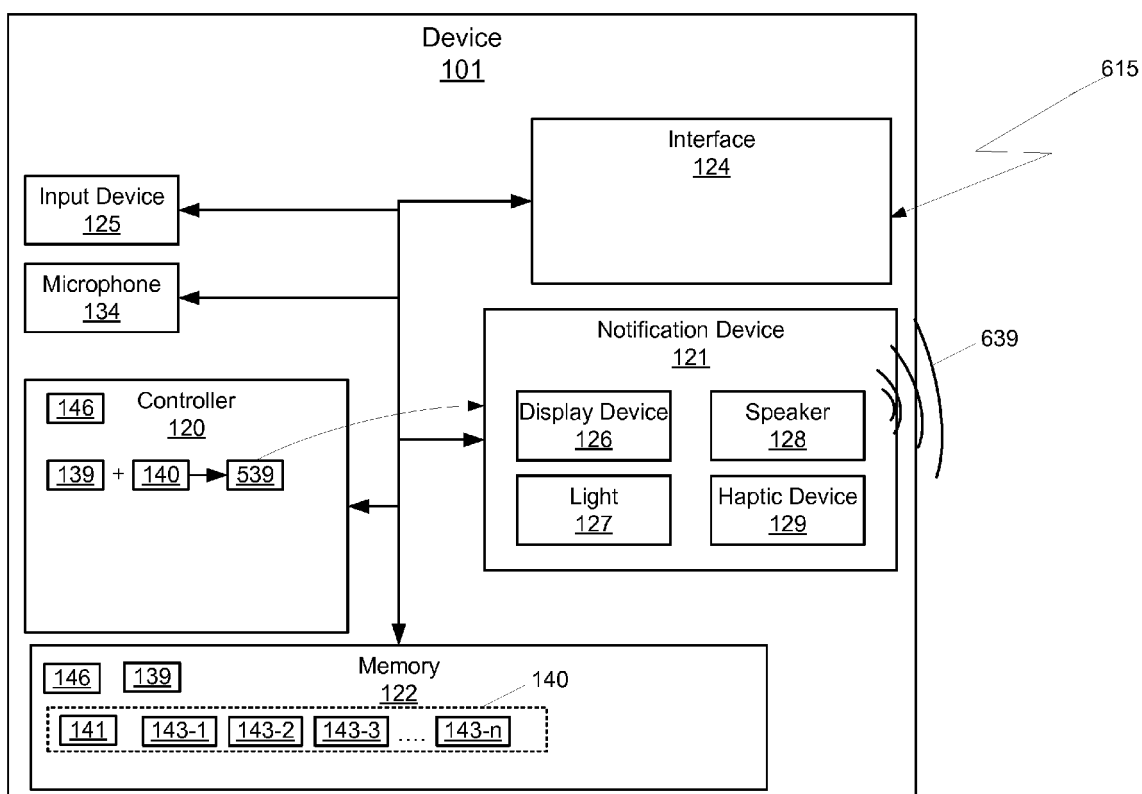 Device
101
615
Interface
124
Input Device
125
Microphone
134
Notification Device
121
639
Display Device
126
Speaker
128
Light
127
Haptic Device
129
146
Controller
120
139 + 140 539
Memory
122
146 139
140
141 143-1 143-2 143-3 .... 143-n